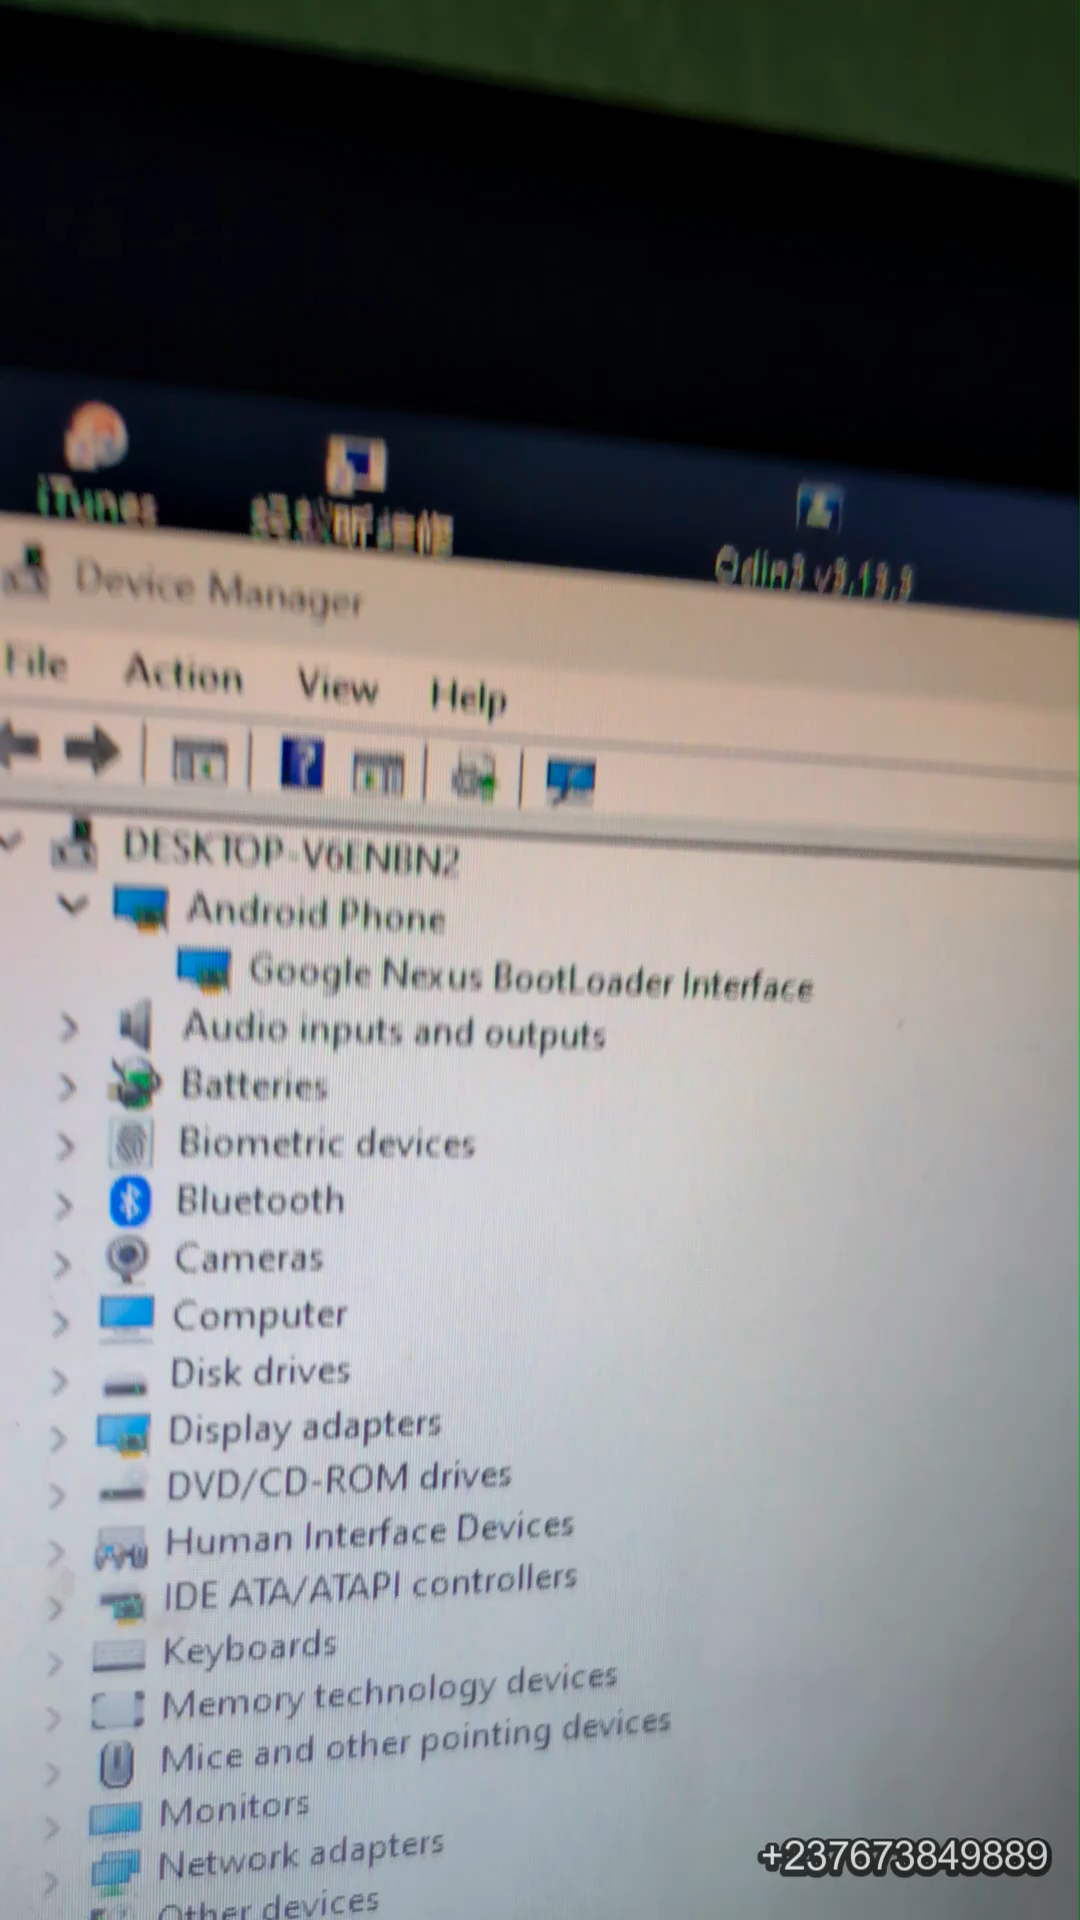 iTunes
Odin3 v3.13.3
Device Manager
File Action View Help
DESKTOP-V6ENBN2
Android Phone
Google Nexus BootLoader Interface
Audio inputs and outputs
Batteries
Biometric devices
Bluetooth
Cameras
Computer
Disk drives
Display adapters
DVD/CD-ROM drives
Human Interface Devices
IDE ATA/ATAPI controllers
Keyboards
Memory technology devices
Mice and other pointing devices
Monitors
Network adapters
Other devices
+237673849889